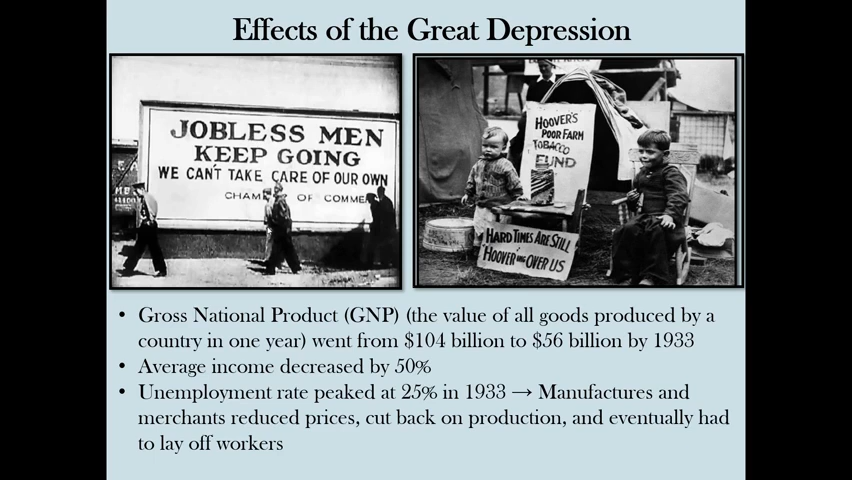 Effects of the Great Depression
JOBLESS MEN
KEEP GOING
WE CAN'T TAKE CARE OF OUR OWN
CHAM OF COMME
HOOVER'S
POOR FARM
TOBACCO
FUND
HARD TIMES ARE STILL
"HOOVER"ING OVER US
• Gross National Product (GNP) (the value of all goods produced by a
country in one year) went from $104 billion to $56 billion by 1933
• Average income decreased by 50%
• Unemployment rate peaked at 25% in 1933 → Manufactures and
merchants reduced prices, cut back on production, and eventually had
to lay off workers